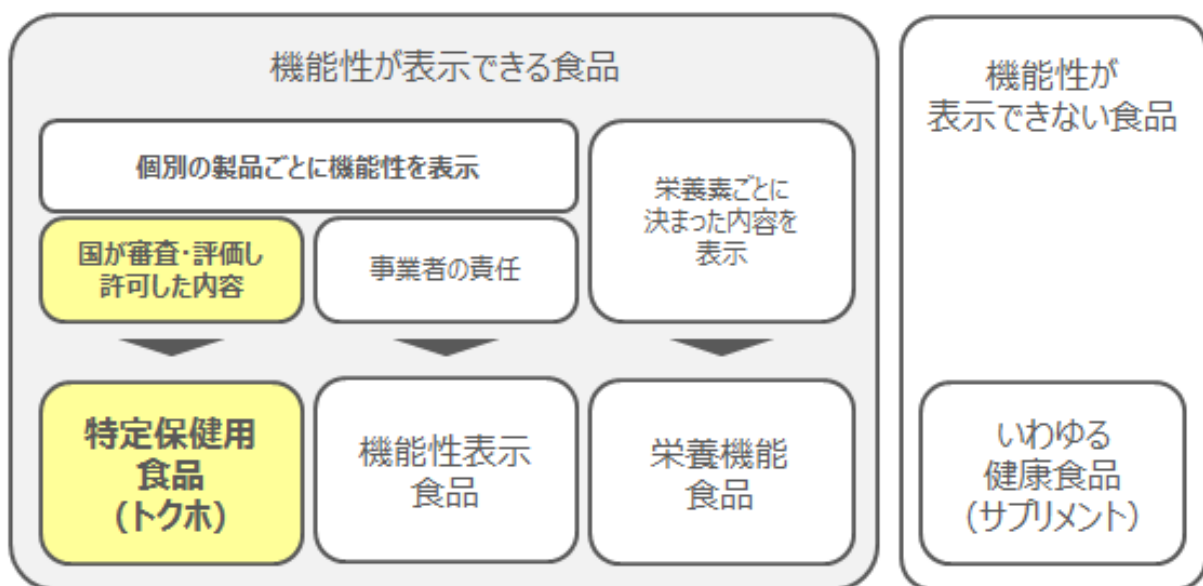 機能性が表示できる食品
個別の製品ごとに機能性を表示
国が審査・評価し
許可した内容
事業者の責任
栄養素ごとに
決まった内容を
表示
特定保健用
食品
(トクホ)
機能性表示
食品
栄養機能
食品
機能性が
表示できない食品
いわゆる
健康食品
(サプリメント)